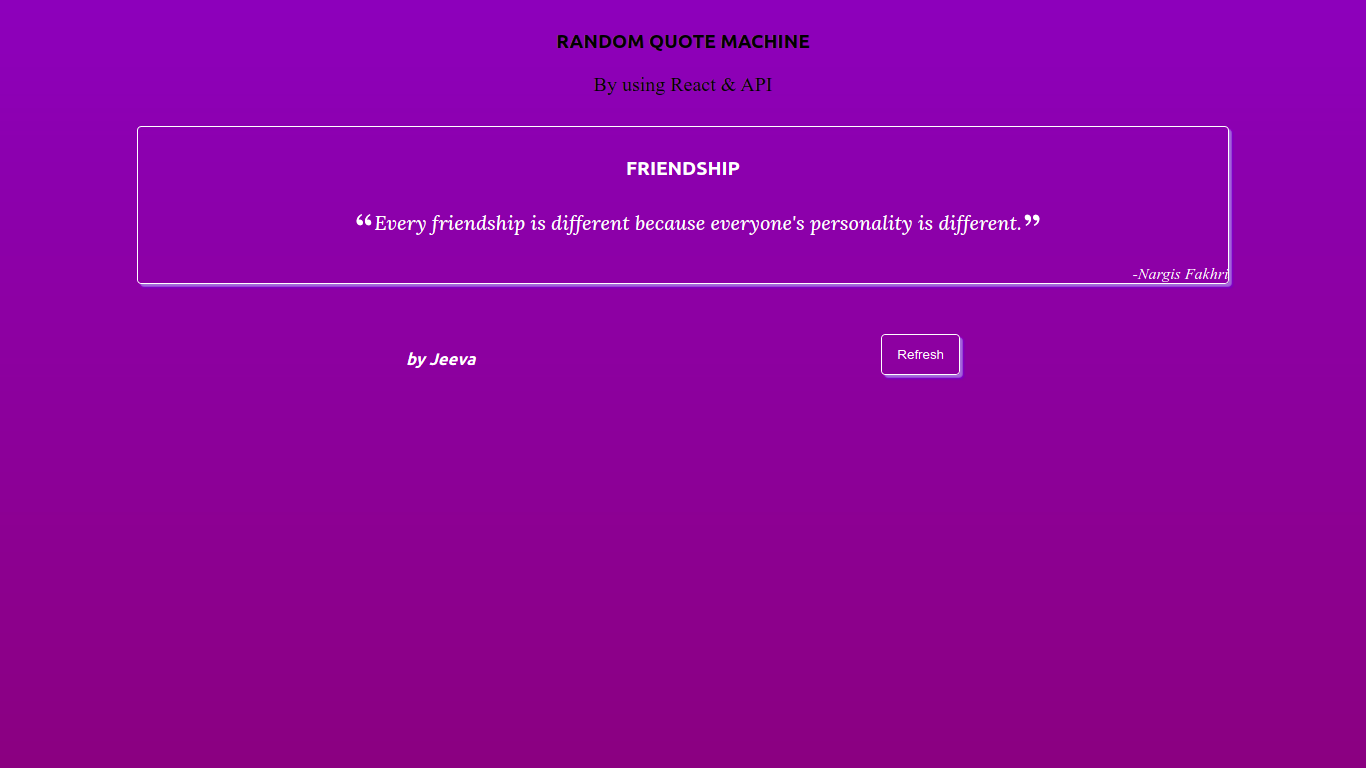 RANDOM QUOTE MACHINE
By using React & API
FRIENDSHIP
“Every friendship is different because everyone's personality is different.”
-Nargis Fakhri
by Jeeva
Refresh